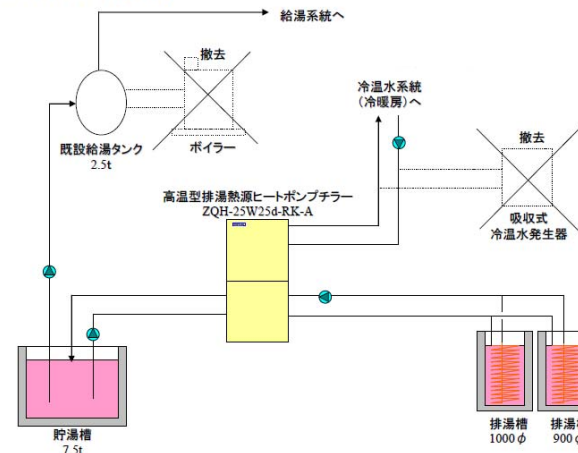 給湯系統へ
撤去
既設給湯タンク
2.5t
ボイラー
冷温水系統
（冷暖房）へ
撤去
吸収式
冷温水発生器
高温型排湯熱源ヒートポンプチラー
ZQH-25W25d-RK-A
貯湯槽
7.5t
排湯槽
1000φ
排湯
900φ